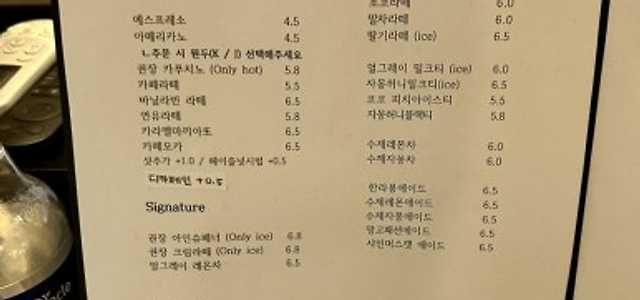 에스프레소 4.5
아메리카노 4.5
ㄴ주문 시 원두(K / I) 선택해주세요
권장 카푸치노 (Only hot) 5.8
카페라떼 5.5
바닐라빈 라떼 6.5
연유라떼 5.8
카라멜마끼아또 6.5
카페모카 6.5
샷추가 +1.0 / 헤이즐넛시럽 +0.5
디카페인 +0.5
Signature
권장 아인슈페너 (Only ice) 6.8
권장 크림라떼 (Only ice) 6.8
얼그레이 레몬차 6.5
초코라떼 6.0
말차라떼 6.0
딸기라떼 (ice) 6.5
얼그레이 밀크티 (ice) 6.0
자몽허니밀크티(ice) 6.5
코코 피치아이스티 5.5
자몽허니블랙티 5.8
수제레몬차 6.0
수제자몽차 6.0
한라봉에이드 6.5
수제레몬에이드 6.5
수제자몽에이드 6.5
망고패션에이드 6.5
샤인머스캣 에이드 6.5